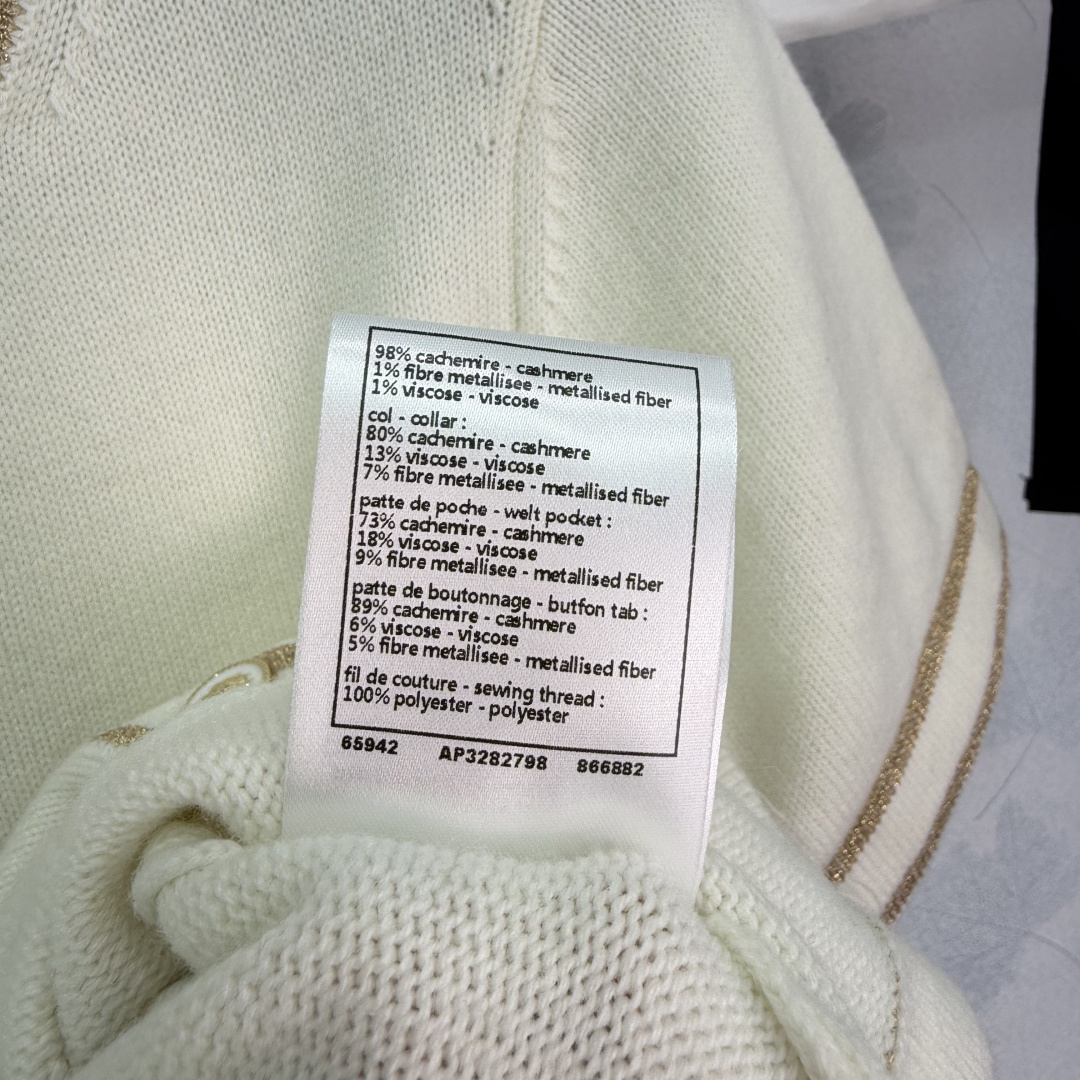 98% cachemire - cashmere
1% fibre metallisee - metallised fiber
1% viscose - viscose
col - collar :
80% cachemire - cashmere
13% viscose - viscose
7% fibre metallisee - metallised fiber
patte de poche - welt pocket :
73% cachemire - cashmere
18% viscose - viscose
9% fibre metallisee - metallised fiber
patte de boutonnage - butfon tab :
89% cachemire - cashmere
6% viscose - viscose
5% fibre metallisee - metallised fiber
fil de couture - sewing thread :
100% polyester - polyester
65942 AP3282798 866882